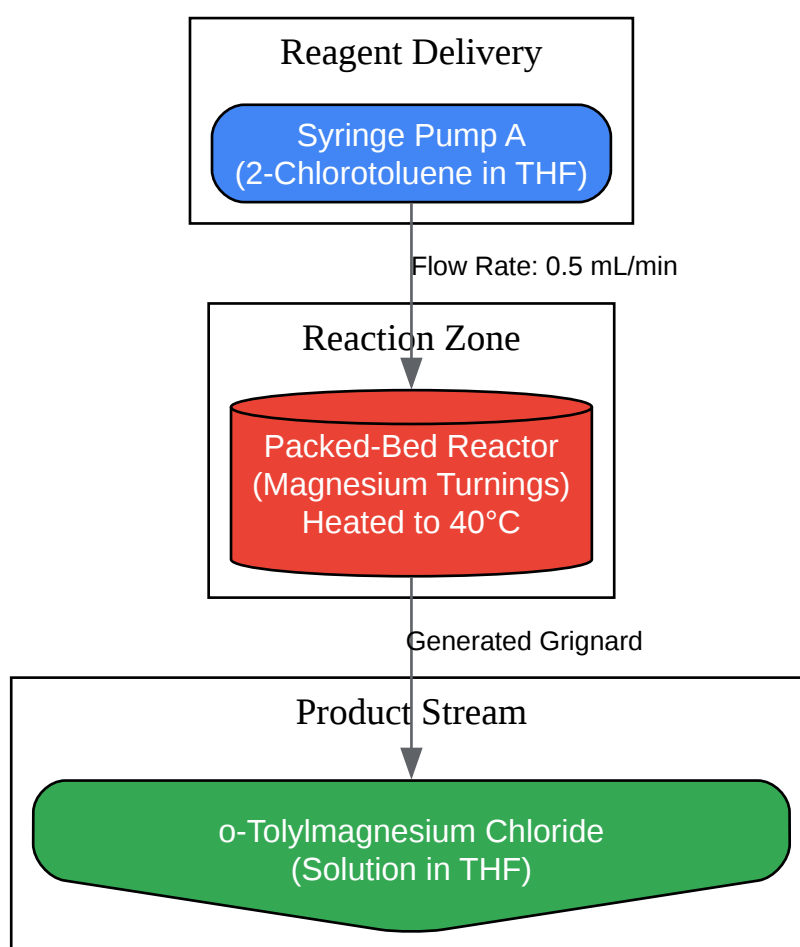 Reagent Delivery
Syringe Pump A
(2-Chlorotoluene in THF)
Flow Rate: 0.5 mL/min
Reaction Zone
Packed-Bed Reactor
(Magnesium Turnings)
Heated to 40°C
Generated Grignard
Product Stream
o-Tolylmagnesium Chloride
(Solution in THF)